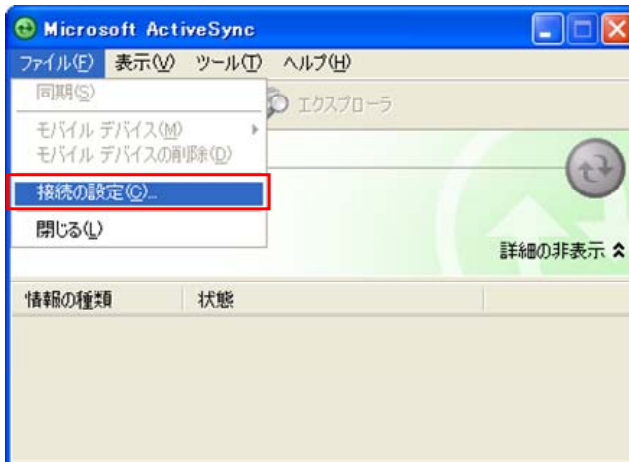 Microsoft ActiveSync
ファイル(F) 表示(V) ツール(T) ヘルプ(H)
同期(S)
エクスプローラ
モバイル デバイス(M)
モバイル デバイスの削除(D)
接続の設定(C)...
閉じる(L)
詳細の非表示
情報の種類 状態